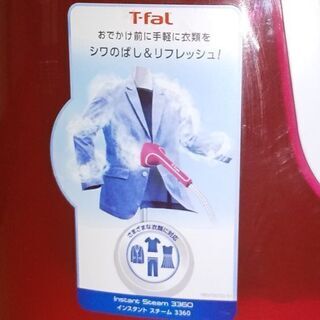 T-faL
おでかけ前に手軽に衣類を
シワのばし&リフレッシュ!
さまざまな衣類に対応
Instant Steam 3360
インスタント スチーム 3360